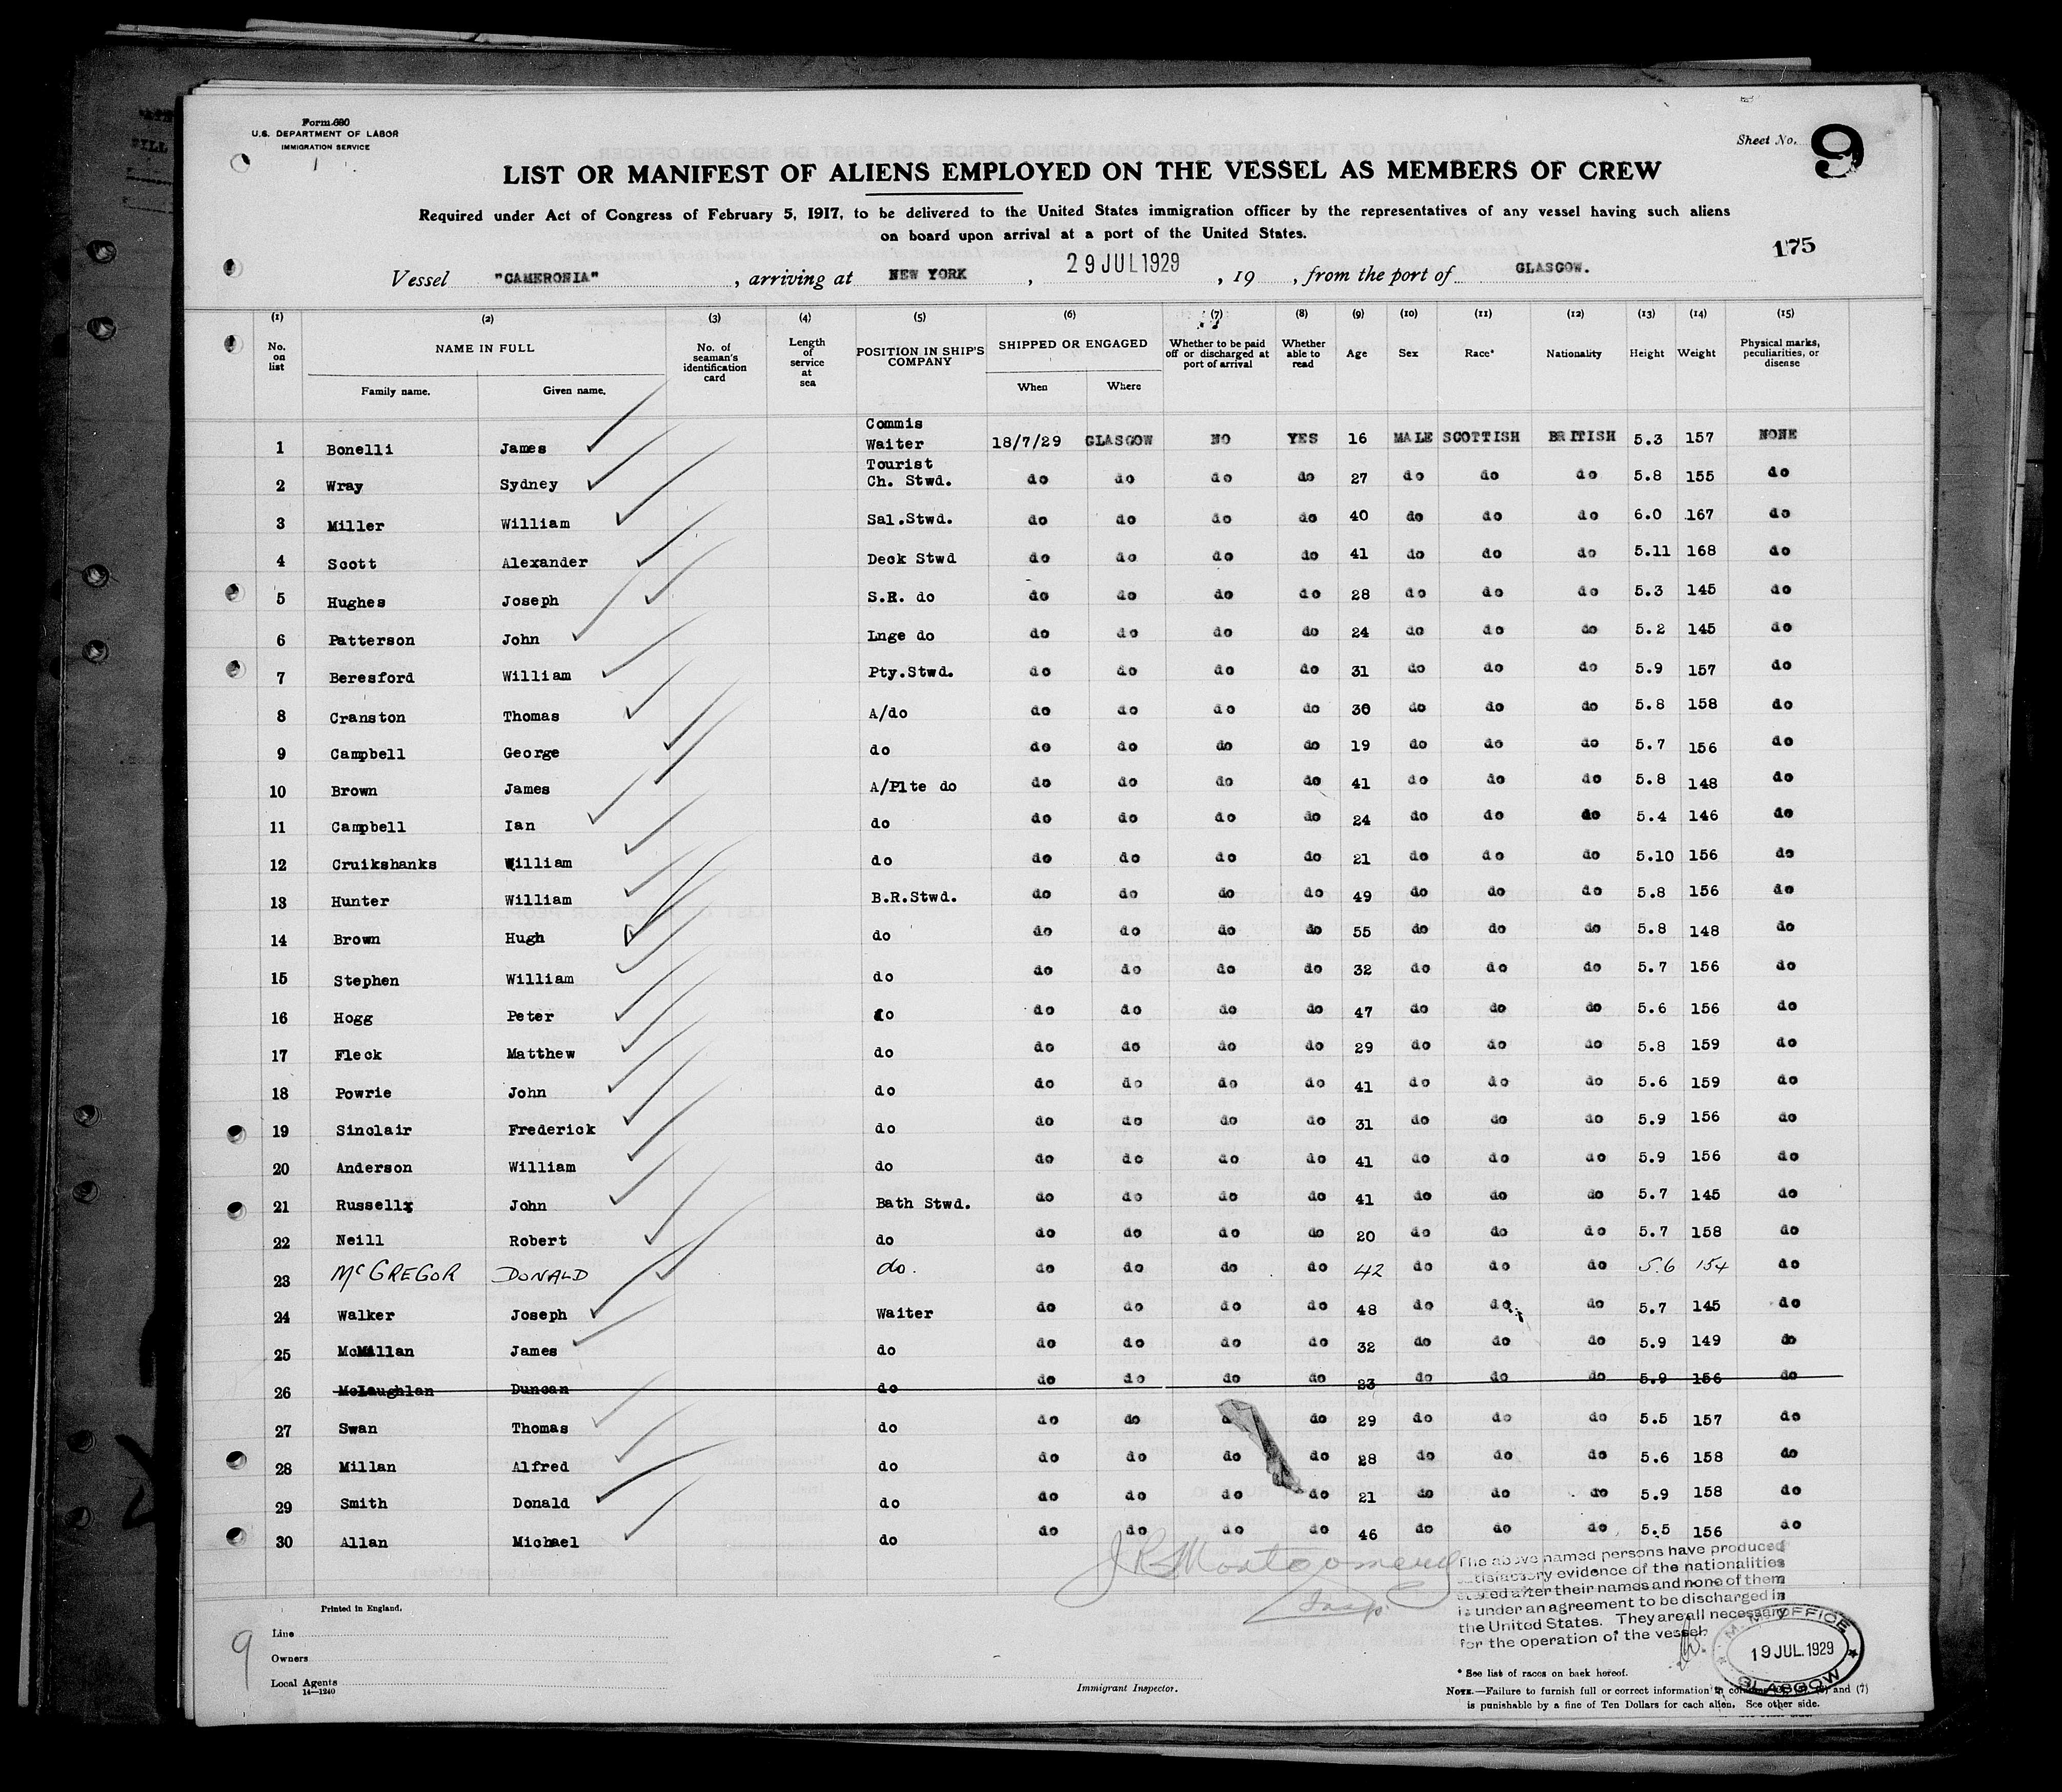 Form 680
U.S. DEPARTMENT OF LABOR
IMMIGRATION SERVICE
Sheet No. 9
LIST OR MANIFEST OF ALIENS EMPLOYED ON THE VESSEL AS MEMBERS OF CREW
Required under Act of Congress of February 5, 1917, to be delivered to the United States immigration officer by the representatives of any vessel having such aliens
on board upon arrival at a port of the United States.
175
Vessel "CAMERONIA", arriving at NEW YORK, 29 JUL 1929, 19 , from the port of GLASGOW.
(1) (2) (3) (4) (5) (6) (7) (8) (9) (10) (11) (12) (13) (14) (15)
No. on list NAME IN FULL Family name. Given name. No. of seaman's identification card Length of service at sea POSITION IN SHIP'S COMPANY SHIPPED OR ENGAGED When Where Whether to be paid off or discharged at port of arrival Whether able to read Age Sex Race* Nationality Height Weight Physical marks, peculiarities, or disease
1 Bonelli James Commis Waiter 18/7/29 GLASGOW NO YES 16 MALE SCOTTISH BRITISH 5.3 157 NONE
2 Wray Sydney Tourist Ch. Stwd. do do do do 27 do do do 5.8 155 do
3 Miller William Sal.Stwd. do do do do 40 do do do 6.0 167 do
4 Scott Alexander Deck Stwd do do do do 41 do do do 5.11 168 do
5 Hughes Joseph S.R. do do do do do 28 do do do 5.3 145 do
6 Patterson John Lnge do do do do do 24 do do do 5.2 145 do
7 Beresford William Pty.Stwd. do do do do 31 do do do 5.9 157 do
8 Cranston Thomas A/do do do do do 30 do do do 5.8 158 do
9 Campbell George do do do do do 19 do do do 5.7 156 do
10 Brown James A/Plte do do do do do 41 do do do 5.8 148 do
11 Campbell Ian do do do do do 24 do do do 5.4 146 do
12 Cruikshanks William do do do do do 21 do do do 5.10 156 do
13 Hunter William B.R.Stwd. do do do do 49 do do do 5.8 156 do
14 Brown Hugh do do do do do 55 do do do 5.8 148 do
15 Stephen William do do do do do 32 do do do 5.7 156 do
16 Hogg Peter do do do do do 47 do do do 5.6 156 do
17 Fleck Matthew do do do do do 29 do do do 5.8 159 do
18 Powrie John do do do do do 41 do do do 5.6 159 do
19 Sinclair Frederick do do do do do 31 do do do 5.9 156 do
20 Anderson William do do do do do 41 do do do 5.9 156 do
21 Russellx John Bath Stwd. do do do do 41 do do do 5.7 145 do
22 Neill Robert do do do do do 20 do do do 5.7 158 do
23 McGREGOR DONALD do. do do do do 42 do do do 5.6 154 do
24 Walker Joseph Waiter do do do do 48 do do do 5.7 145 do
25 McMillan James do do do do do 32 do do do 5.9 149 do
26 McLaughlan Duncan do do do do do 23 do do do 5.9 156 do
27 Swan Thomas do do do do 29 do do do 5.5 157 do
28 Millan Alfred do do do do do 28 do do do 5.6 158 do
29 Smith Donald do do do do do 21 do do do 5.9 158 do
30 Allan Michael do do do do do 46 do do do 5.5 156 do
J R Montgomery
Insp.
The above named persons have produced
satisfactory evidence of the nationalities
stated after their names and none of them
is under an agreement to be discharged in
the United States. They are all necessary
for the operation of the vessel.
M. M. OFFICE
19 JUL. 1929
GLASGOW
Printed in England.
9
Line
Owners
Local Agents
14—1240
Immigrant Inspector.
* See list of races on back hereof.
NOTE.—Failure to furnish full or correct information in and (7)
is punishable by a fine of Ten Dollars for each alien. See other side.